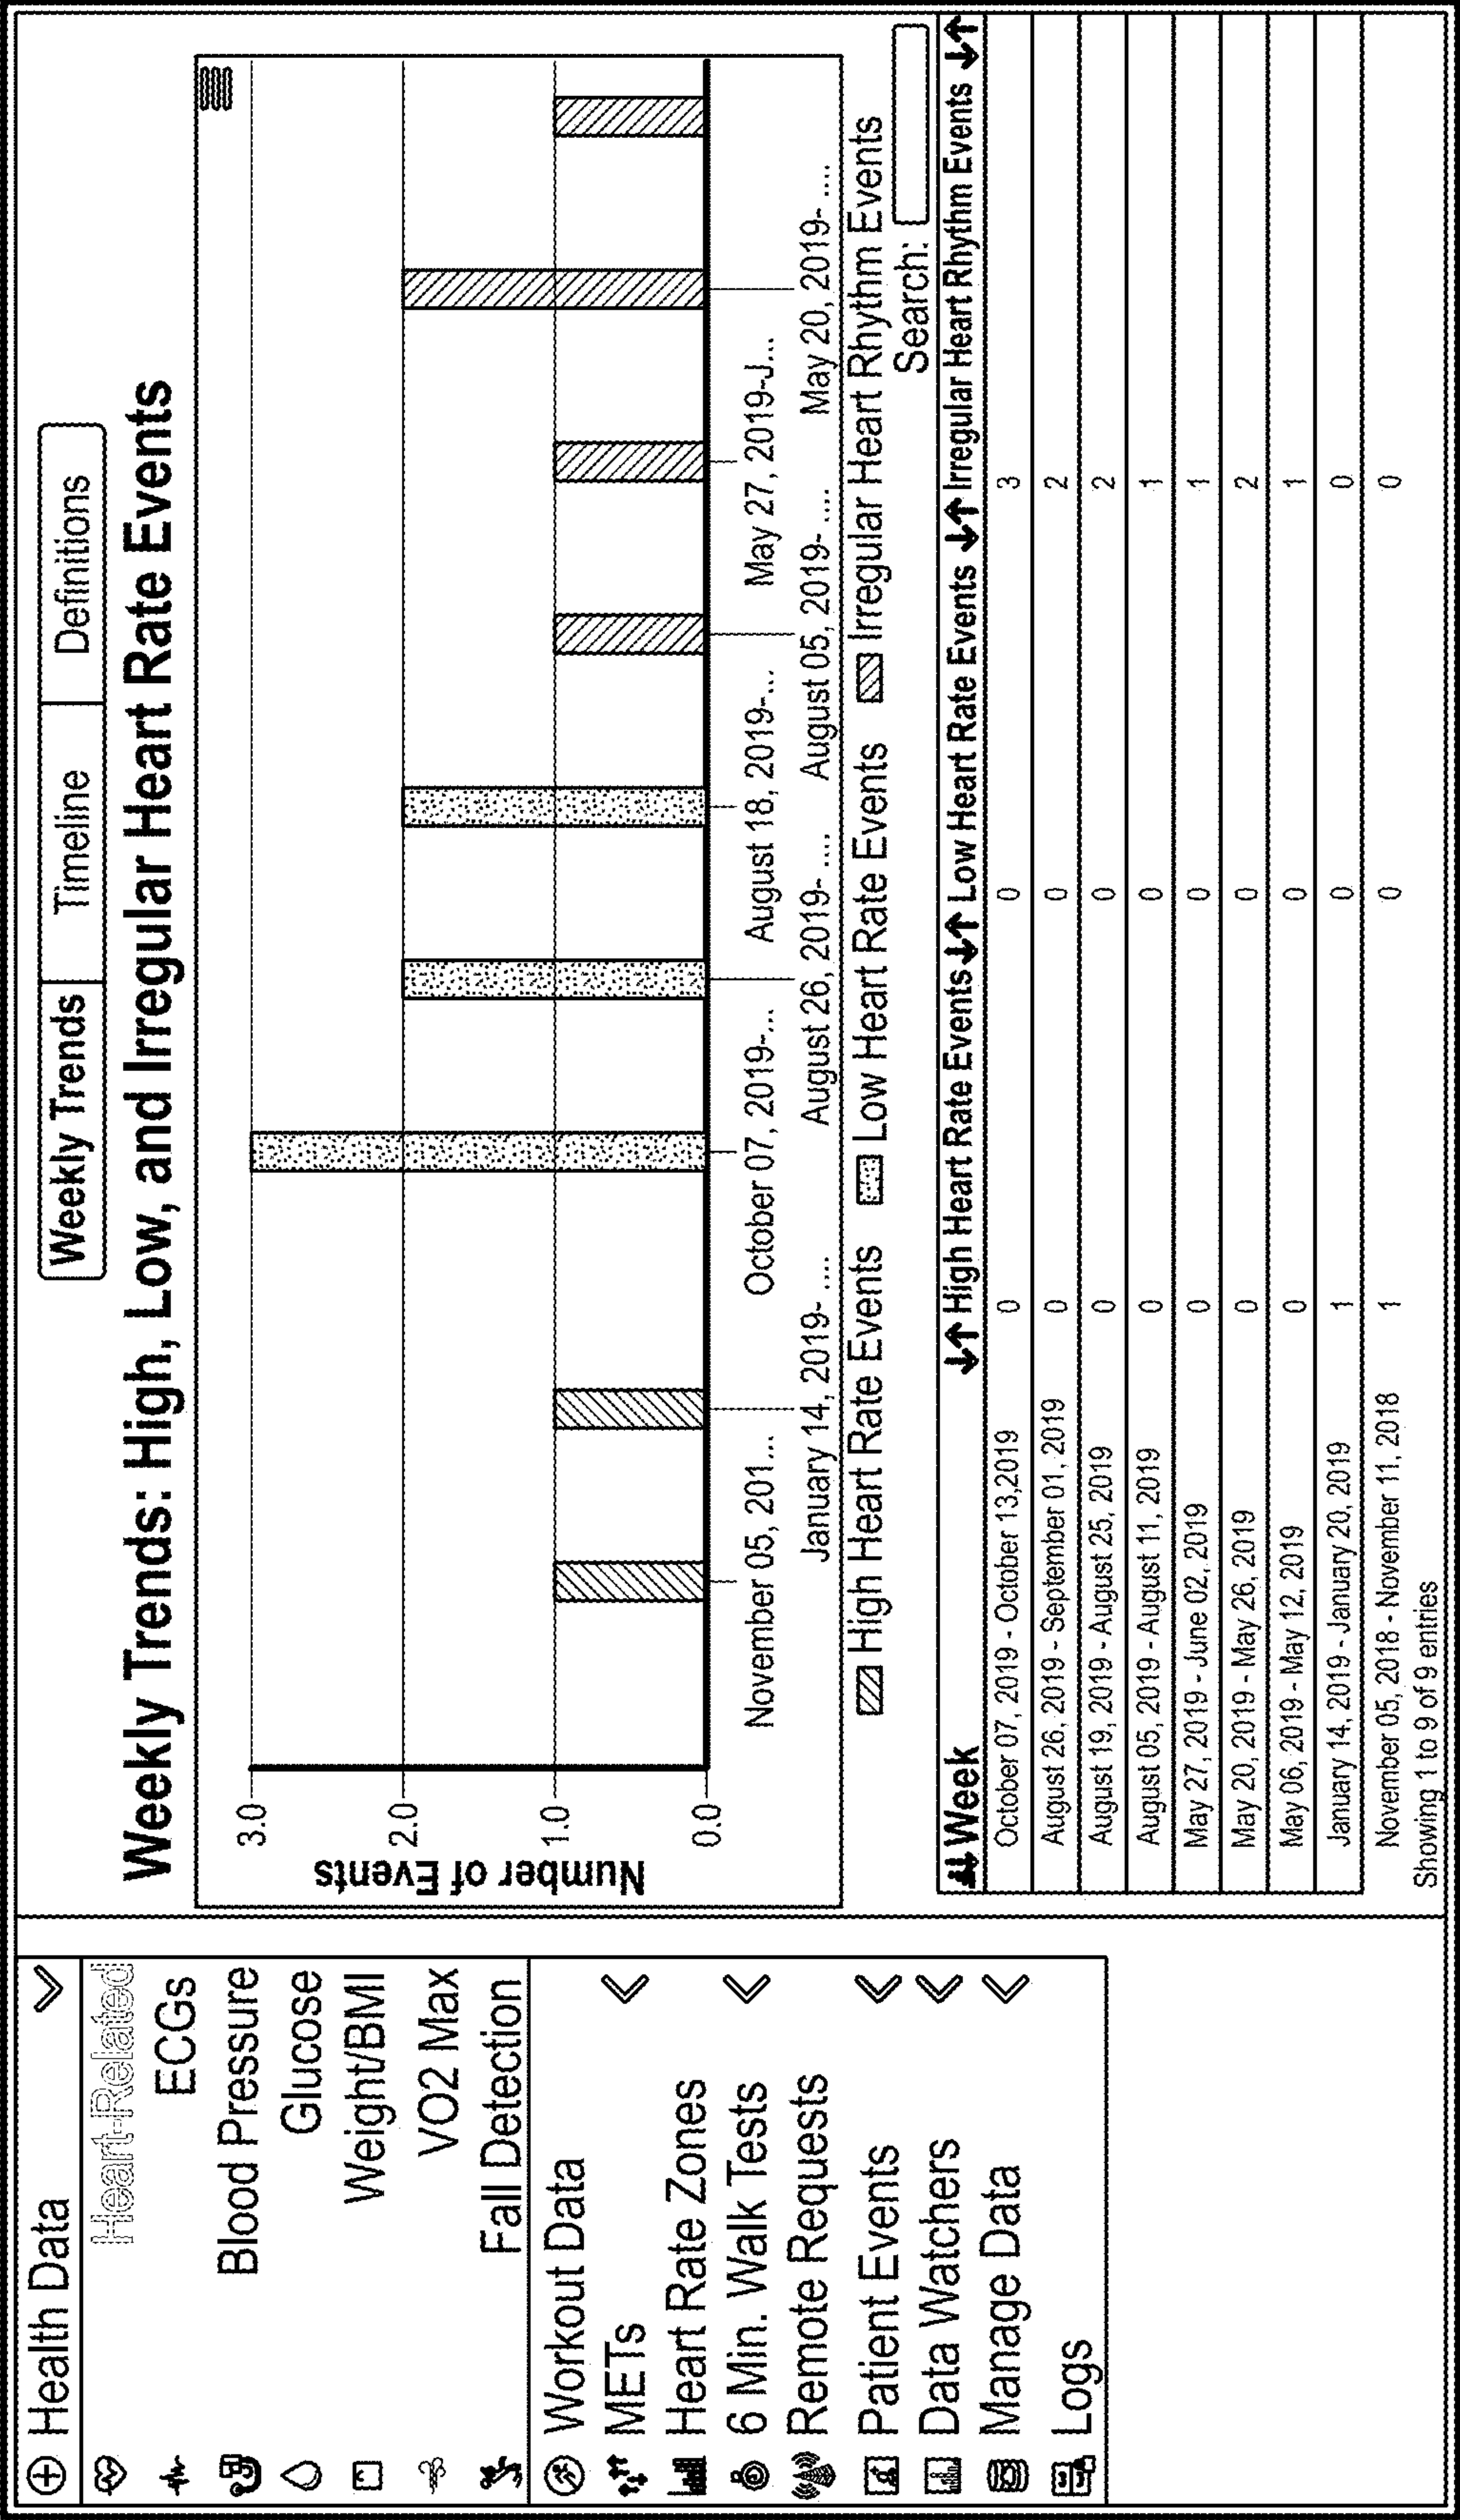 Health Data
Heart-Related
ECGs
Blood Pressure
Glucose
Weight/BMI
VO2 Max
Fall Detection
Workout Data
METs
Heart Rate Zones
6 Min. Walk Tests
Remote Requests
Patient Events
Data Watchers
Manage Data
Logs
Weekly Trends Timeline Definitions
Weekly Trends: High, Low, and Irregular Heart Rate Events
Number of Events
3.0
2.0
1.0
0.0
November 05, 201... October 07, 2019-... August 18, 2019-... May 27, 2019-J...
January 14, 2019- .... August 26, 2019- .... August 05, 2019- .... May 20, 2019- ....
High Heart Rate Events Low Heart Rate Events Irregular Heart Rhythm Events
Search:
Week High Heart Rate Events Low Heart Rate Events Irregular Heart Rhythm Events
October 07, 2019 - October 13,2019 0 0 3
August 26, 2019 - September 01, 2019 0 0 2
August 19, 2019 - August 25, 2019 0 0 2
August 05, 2019 - August 11, 2019 0 0 1
May 27, 2019 - June 02, 2019 0 0 1
May 20, 2019 - May 26, 2019 0 0 2
May 06, 2019 - May 12, 2019 0 0 1
January 14, 2019 - January 20, 2019 1 0 0
November 05, 2018 - November 11, 2018 1 0 0
Showing 1 to 9 of 9 entries